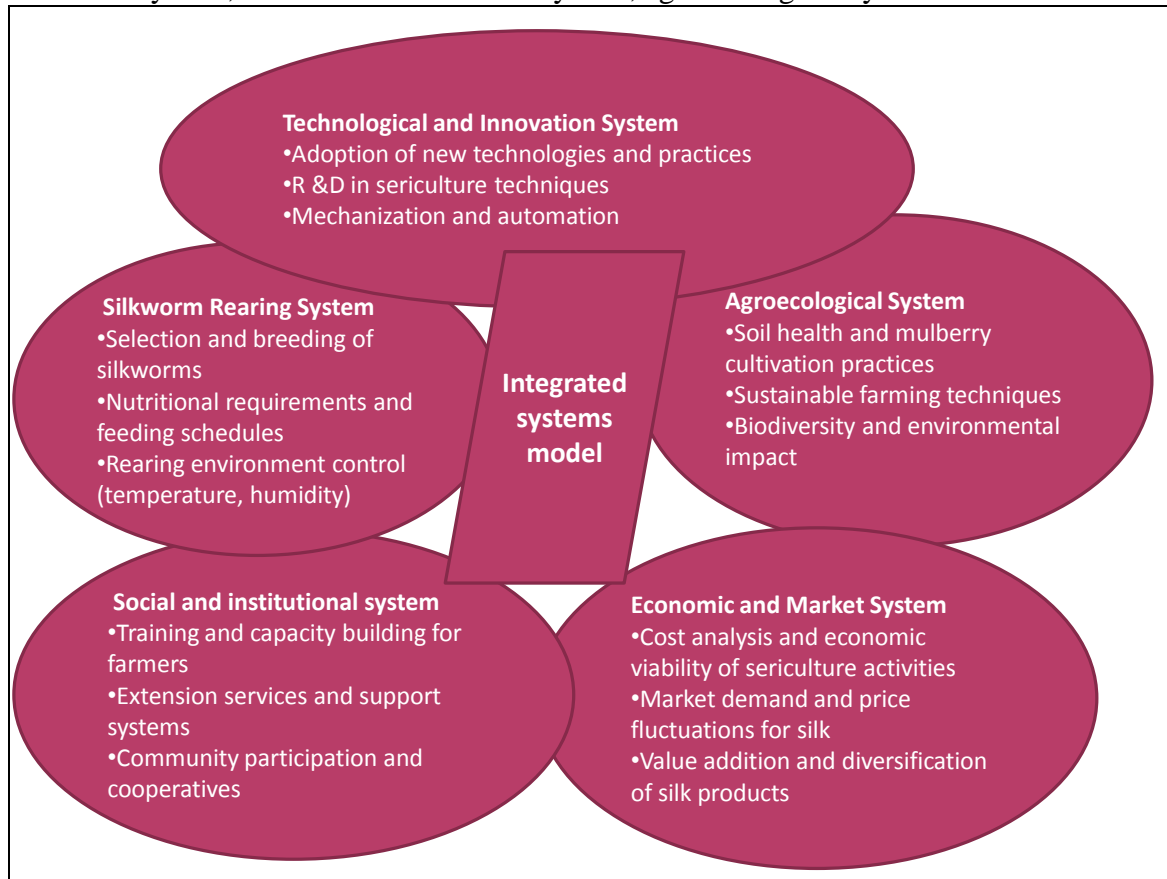 Technological and Innovation System
•Adoption of new technologies and practices
•R &D in sericulture techniques
•Mechanization and automation
Silkworm Rearing System
•Selection and breeding of
silkworms
•Nutritional requirements and
feeding schedules
•Rearing environment control
(temperature, humidity)
Agroecological System
•Soil health and mulberry
cultivation practices
•Sustainable farming techniques
•Biodiversity and environmental
impact
Integrated
systems
model
Social and institutional system
•Training and capacity building for
farmers
•Extension services and support
systems
•Community participation and
cooperatives
Economic and Market System
•Cost analysis and economic
viability of sericulture activities
•Market demand and price
fluctuations for silk
•Value addition and diversification
of silk products